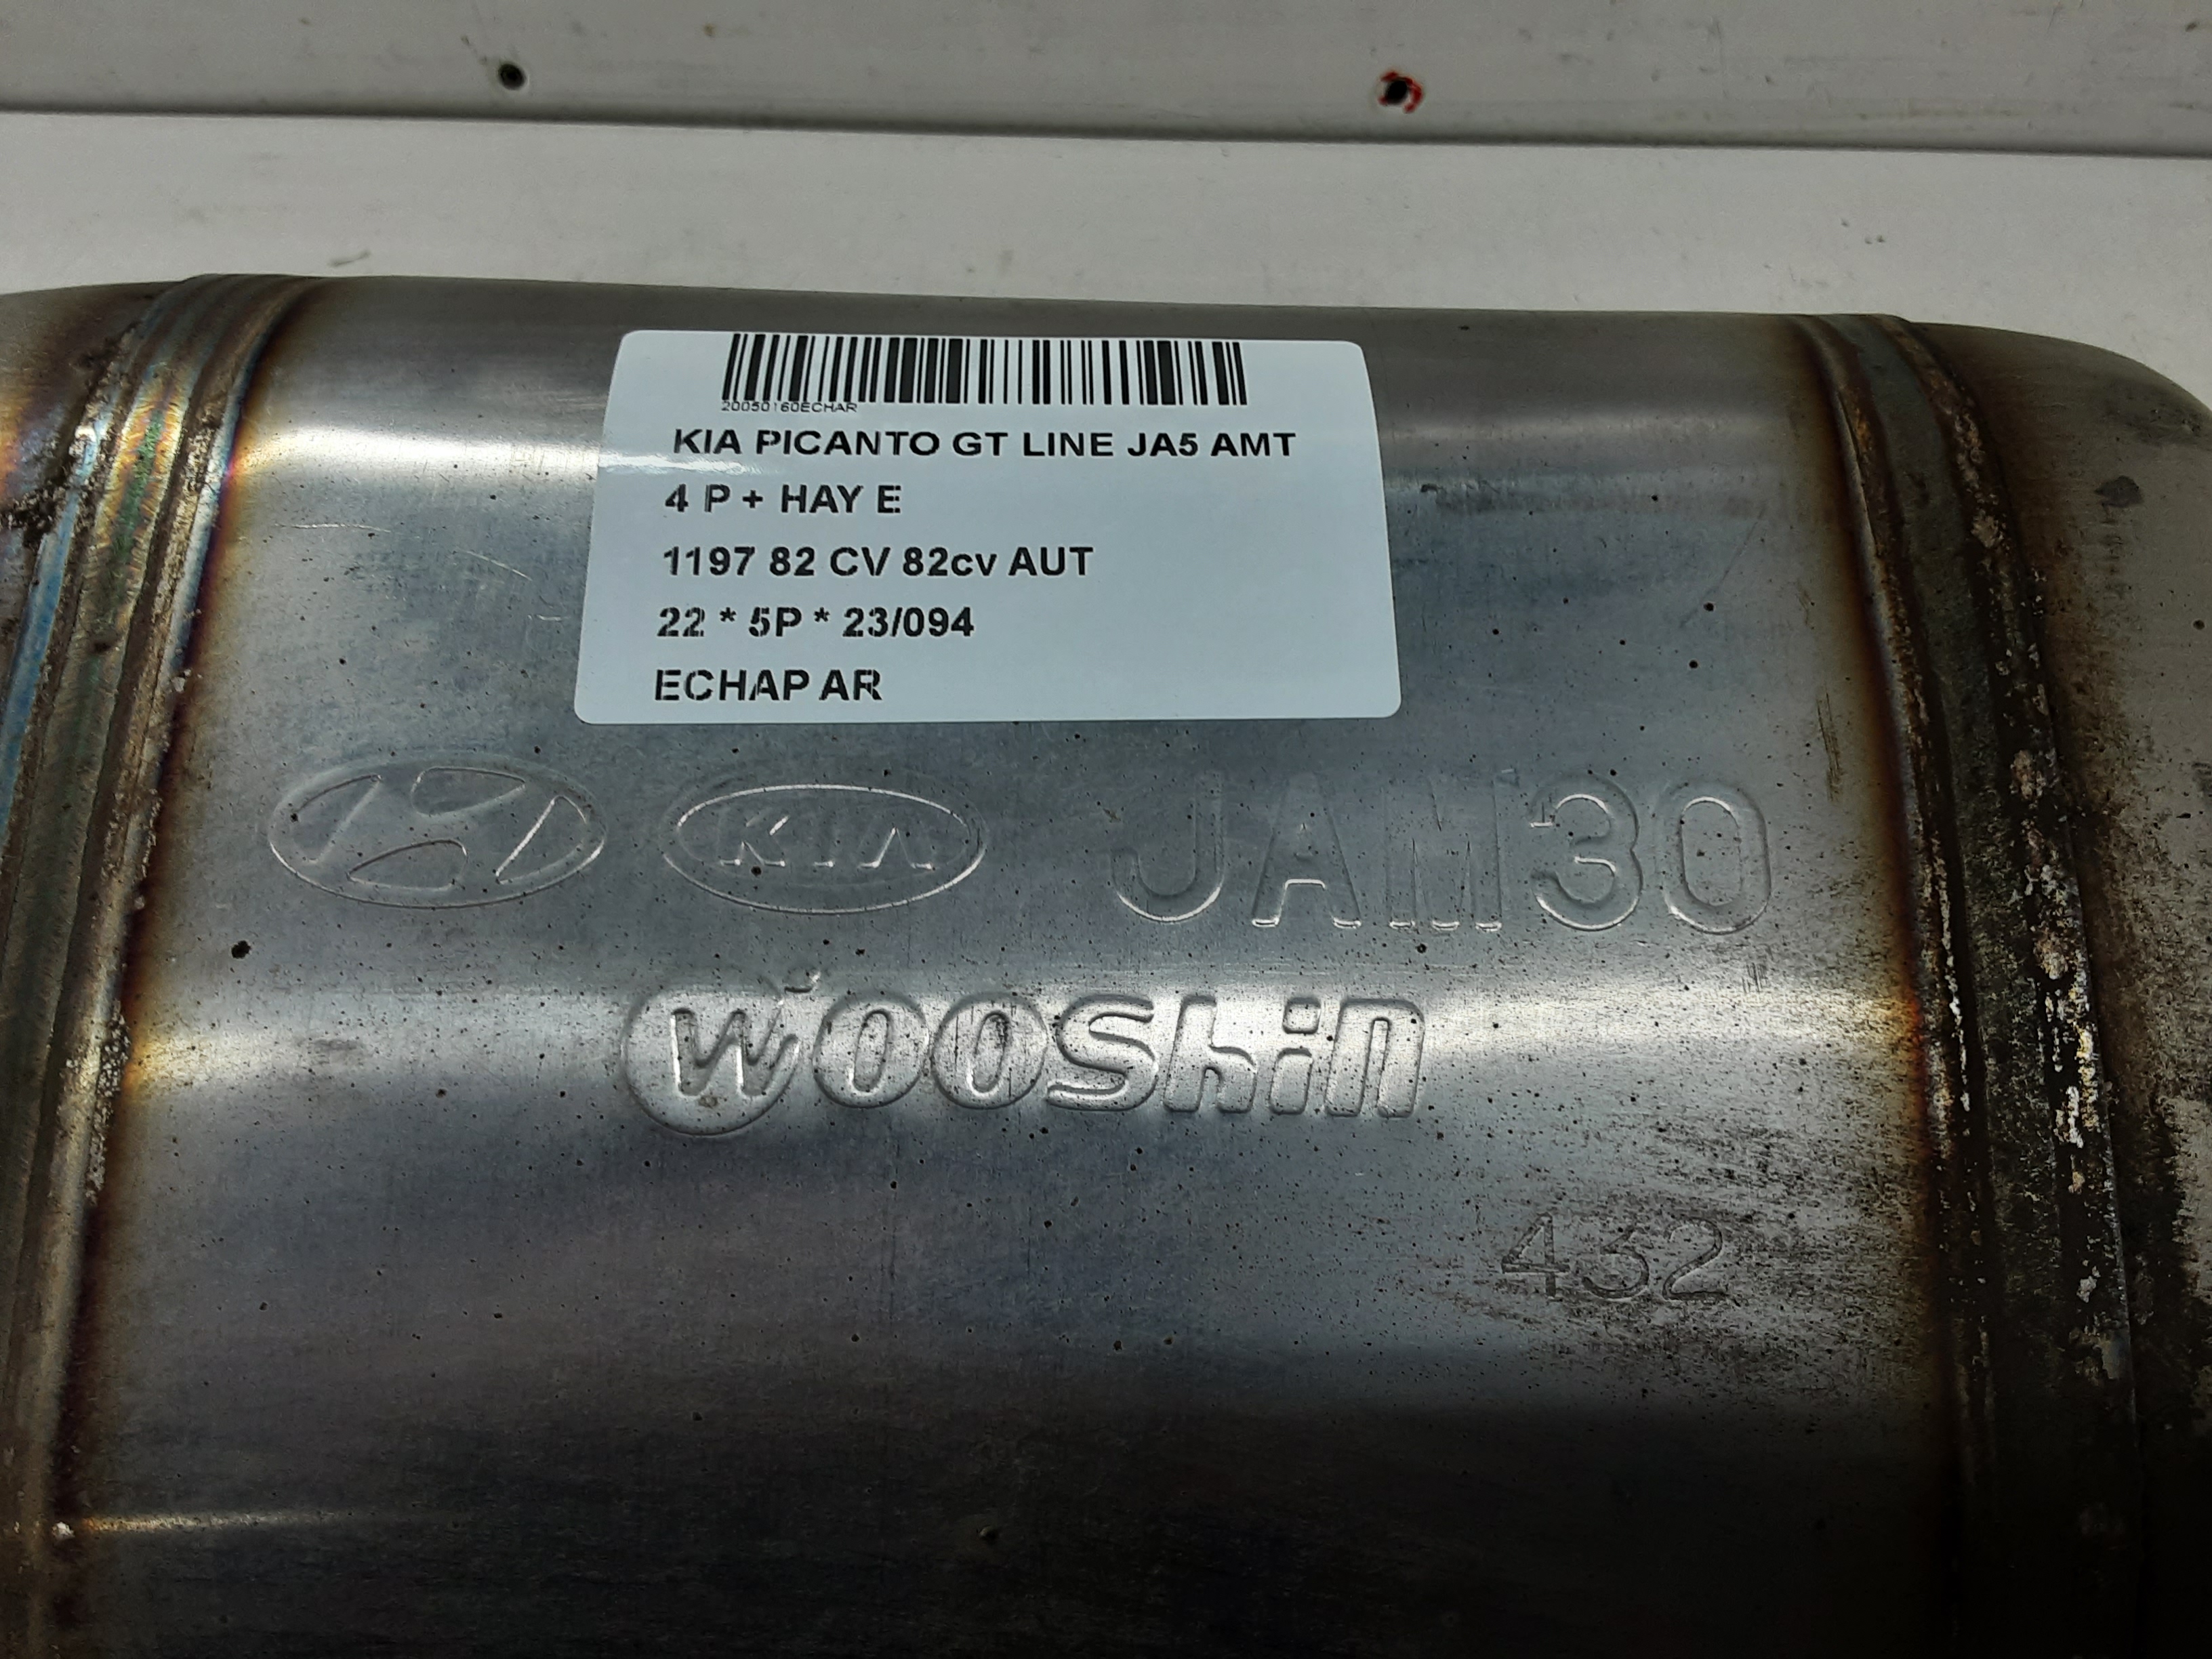 20050160ECHAR
KIA PICANTO GT LINE JA5 AMT
4 P + HAY E
1197 82 CV 82cv AUT
22 * 5P * 23/094
ECHAP AR
KIA JAM30
wooshin
432